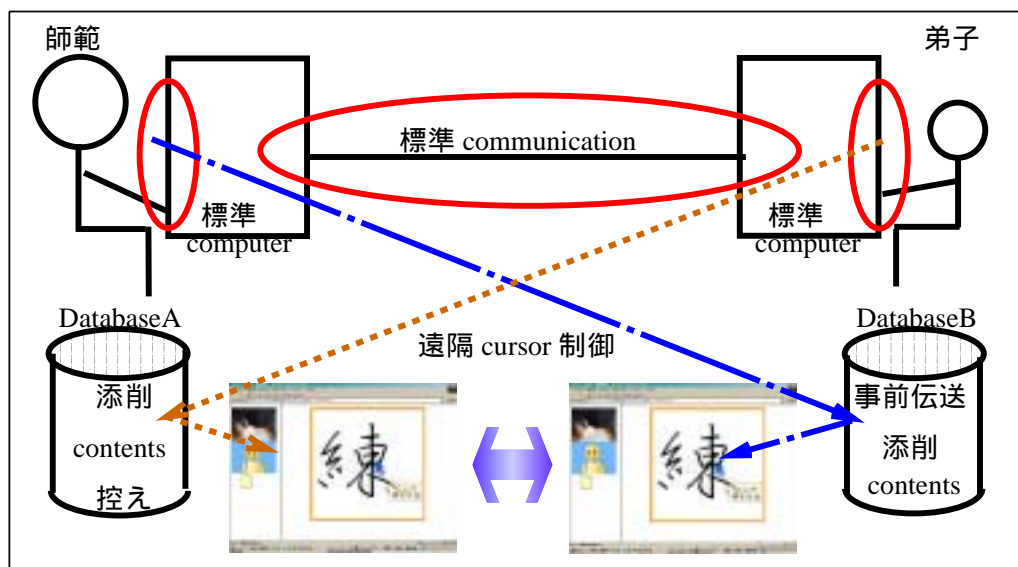 師範
弟子
標準 communication
標準
computer
標準
computer
DatabaseA
DatabaseB
遠隔 cursor 制御
添削
contents
控え
事前伝送
添削
contents
練
練